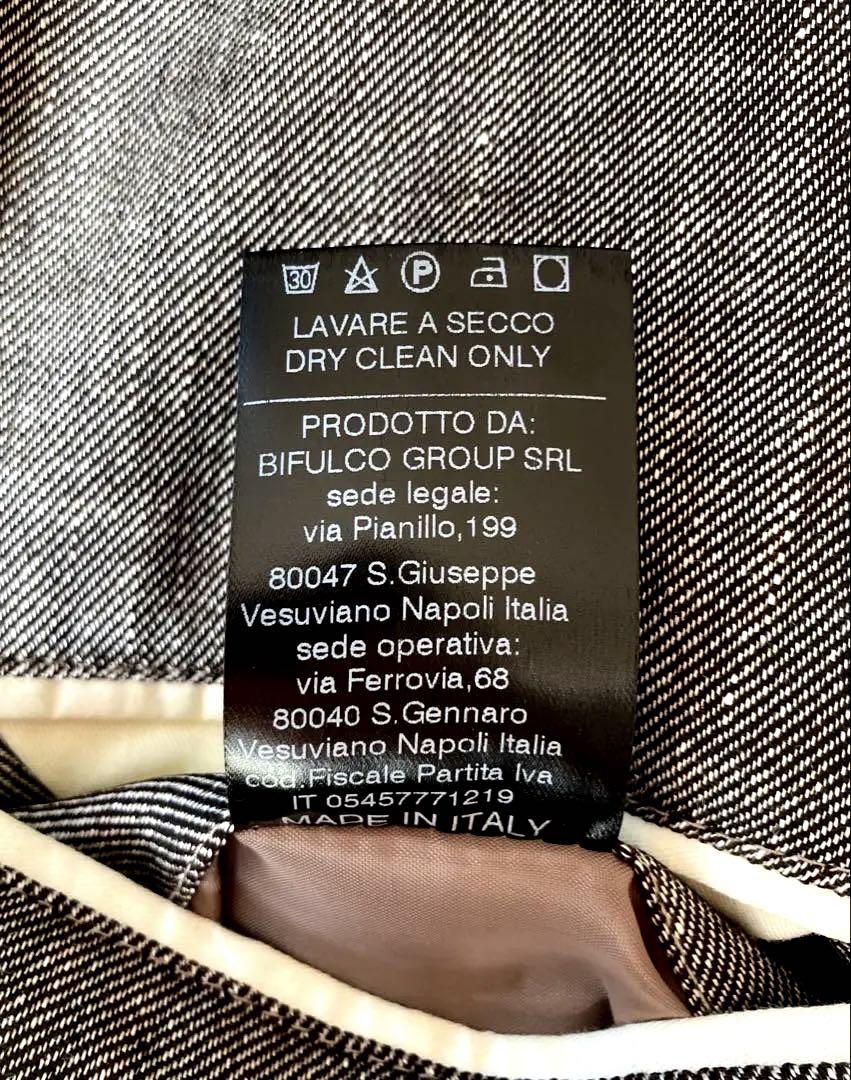 30 P
LAVARE A SECCO
DRY CLEAN ONLY
PRODOTTO DA:
BIFULCO GROUP SRL
sede legale:
via Pianillo,199
80047 S.Giuseppe
Vesuviano Napoli Italia
sede operativa:
via Ferrovia,68
80040 S.Gennaro
Vesuviano Napoli Italia
cod.Fiscale Partita Iva
IT 05457771219
MADE IN ITALY